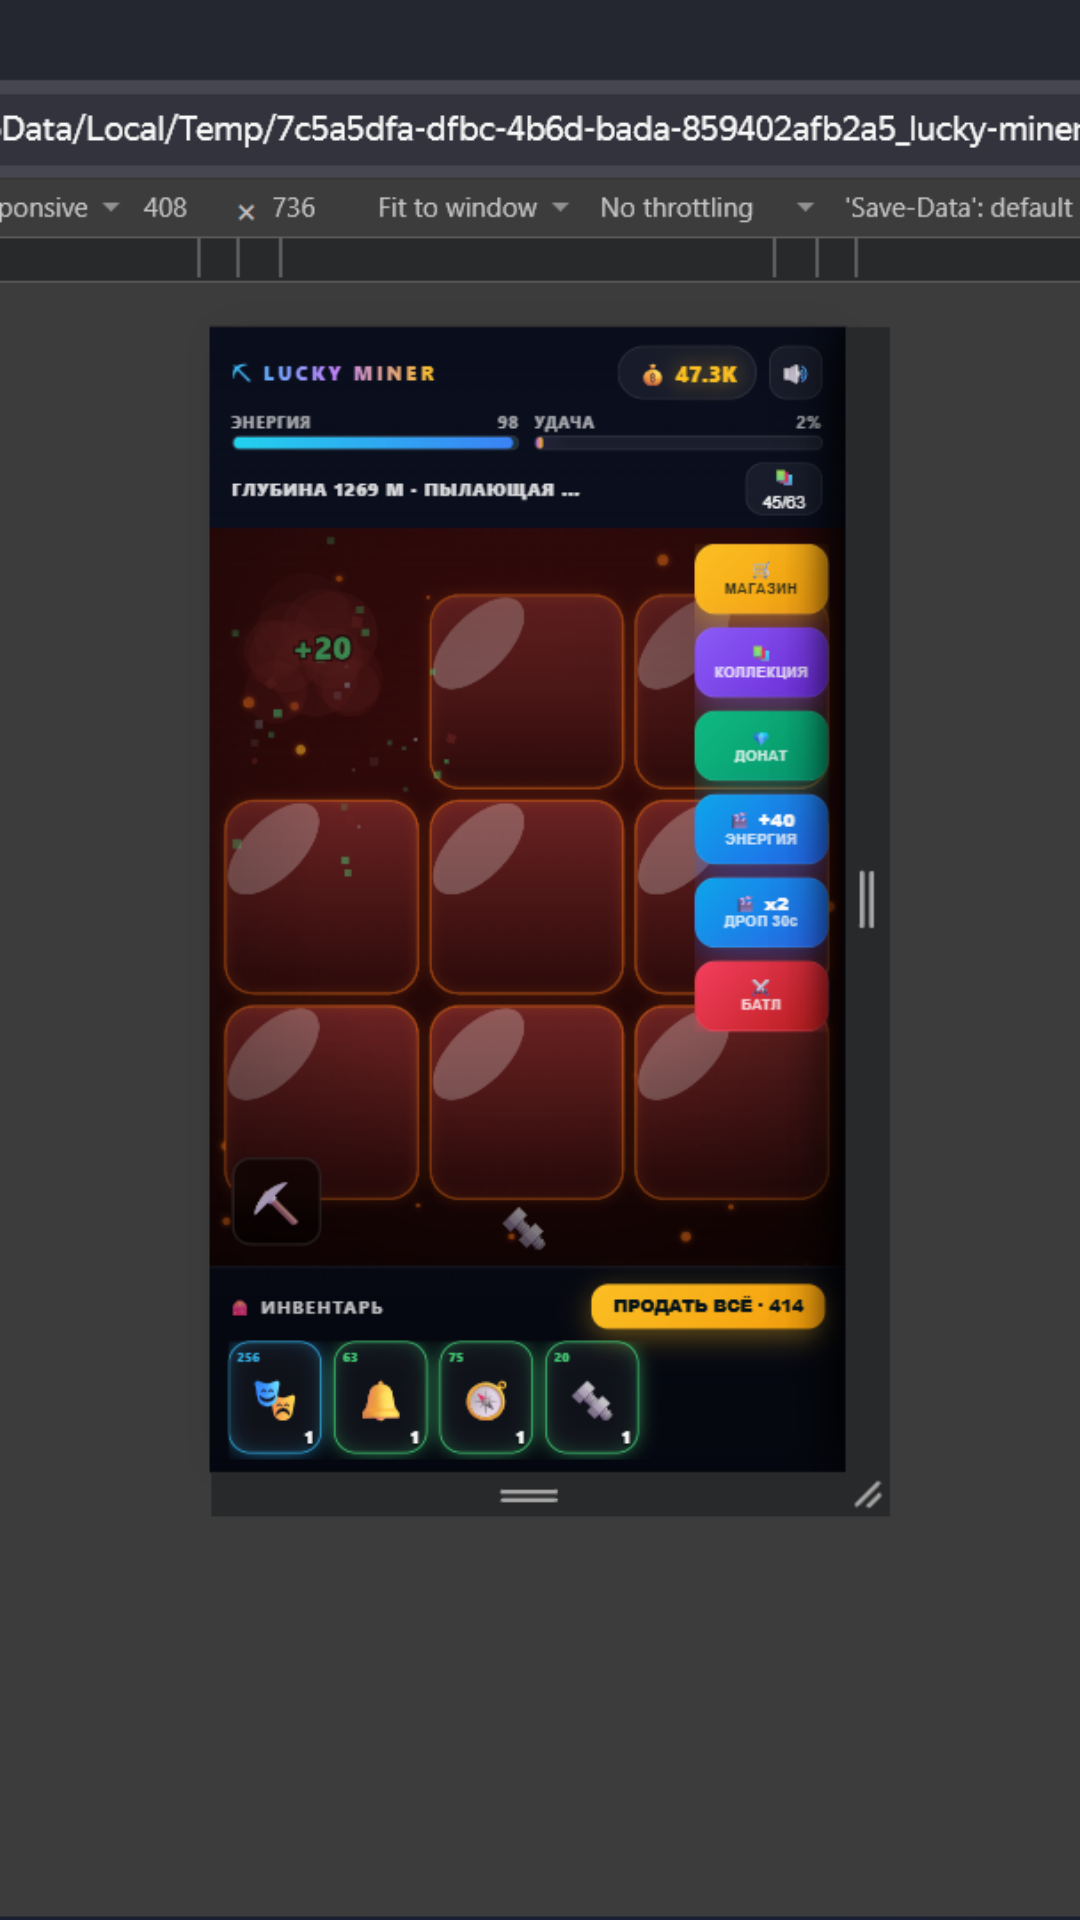 Data/Local/Temp/7c5a5dfa-dfbc-4b6d-bada-859402afb2a5_lucky-miner
ponsive 408 × 736 Fit to window No throttling 'Save-Data': default
LUCKY MINER 47.3K
ЭНЕРГИЯ 98 УДАЧА 2%
ГЛУБИНА 1269 М · ПЫЛАЮЩАЯ ...
45/63
МАГАЗИН
+20
КОЛЛЕКЦИЯ
ДОНАТ
+40
ЭНЕРГИЯ
x2
ДРОП 30с
БАТЛ
ИНВЕНТАРЬ ПРОДАТЬ ВСЁ · 414
256 63 75 20
1 1 1 1